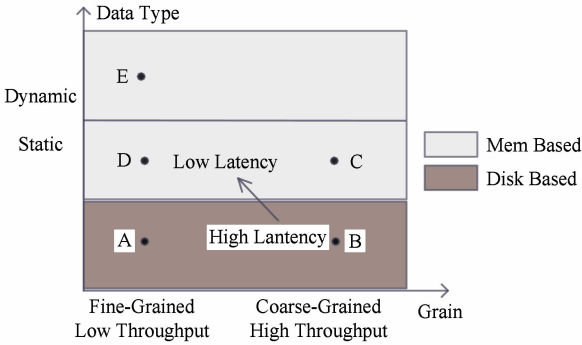 Data Type
E
Dynamic
Static
D
Low Latency
C
Mem Based
Disk Based
A
High Lantency
B
Fine-Grained
Low Throughput
Coarse-Grained
High Throughput
Grain